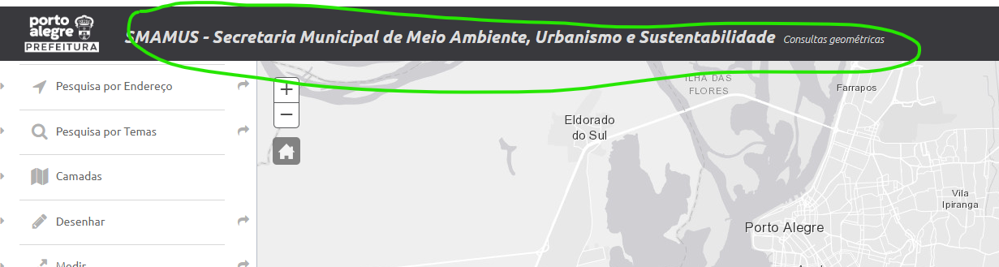 porto
alegre
PREFEITURA
SMAMUS - Secretaria Municipal de Meio Ambiente, Urbanismo e Sustentabilidade Consultas geométricas
Pesquisa por Endereço
Pesquisa por Temas
Camadas
Desenhar
Medir
+
−
ILHA DAS
FLORES
Farrapos
Eldorado
do Sul
Vila
Ipiranga
Porto Alegre